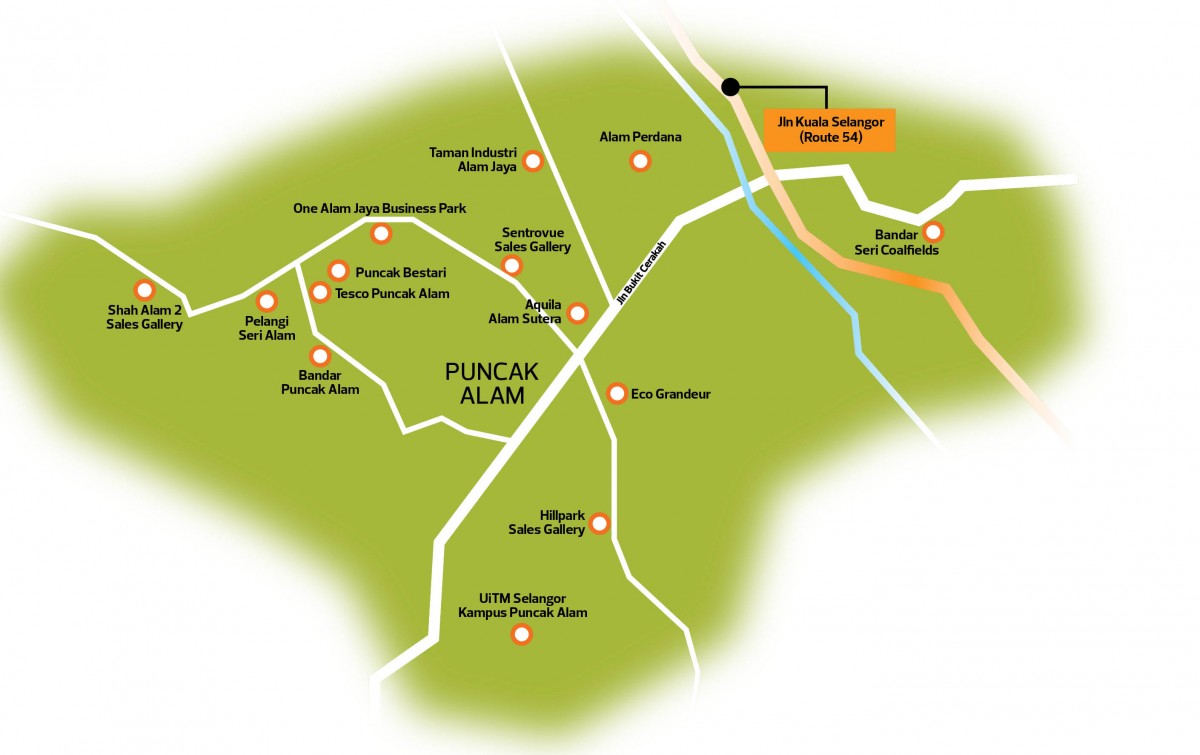 Jln Kuala Selangor
(Route 54)
Alam Perdana
Taman Industri
Alam Jaya
One Alam Jaya Business Park
Sentrovue
Sales Gallery
Bandar
Seri Coalfields
Jln Bukit Cerakah
Puncak Bestari
Tesco Puncak Alam
Shah Alam 2
Sales Gallery
Pelangi
Seri Alam
Aquila
Alam Sutera
Bandar
Puncak Alam
PUNCAK
ALAM
Eco Grandeur
Hillpark
Sales Gallery
UiTM Selangor
Kampus Puncak Alam